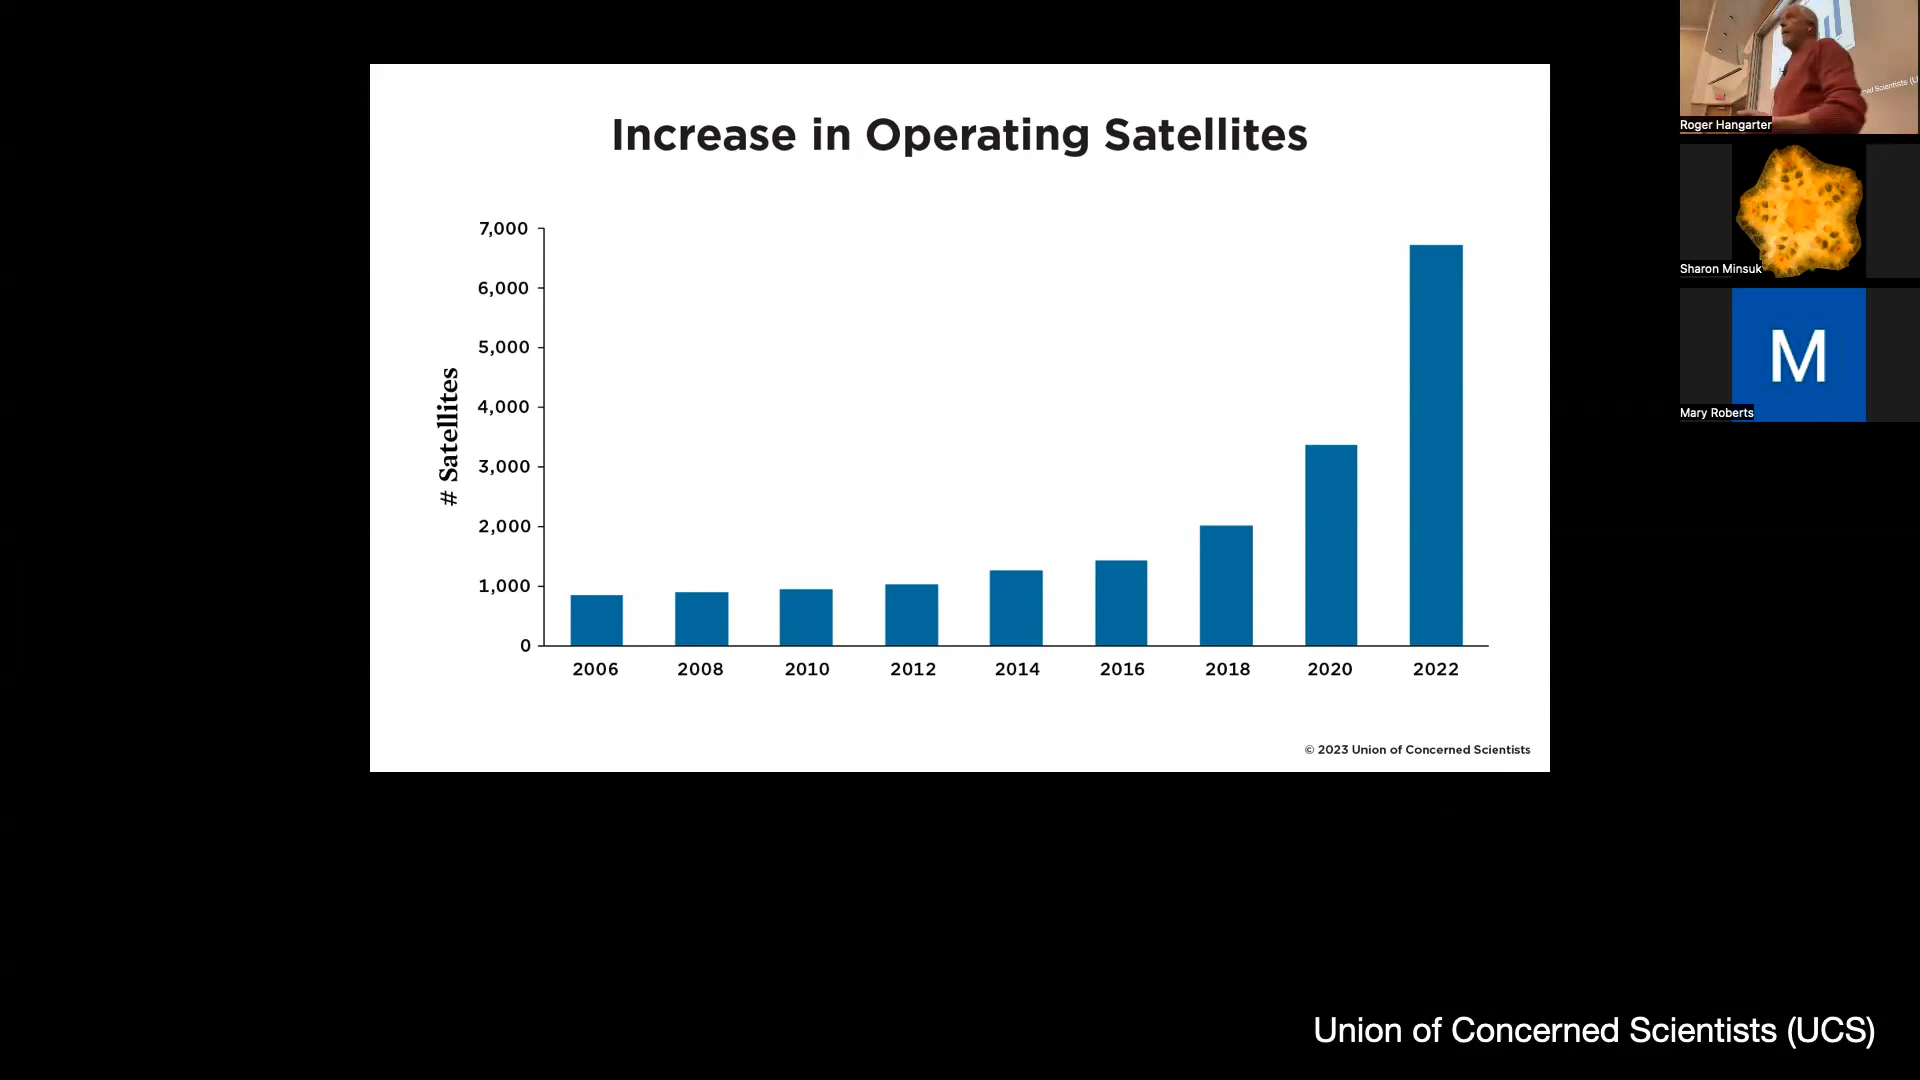 Increase in Operating Satellites
# Satellites
7,000
6,000
5,000
4,000
3,000
2,000
1,000
0
2006 2008 2010 2012 2014 2016 2018 2020 2022
© 2023 Union of Concerned Scientists
Union of Concerned Scientists (UCS)
Roger Hangarter
Sharon Minsuk
M
Mary Roberts